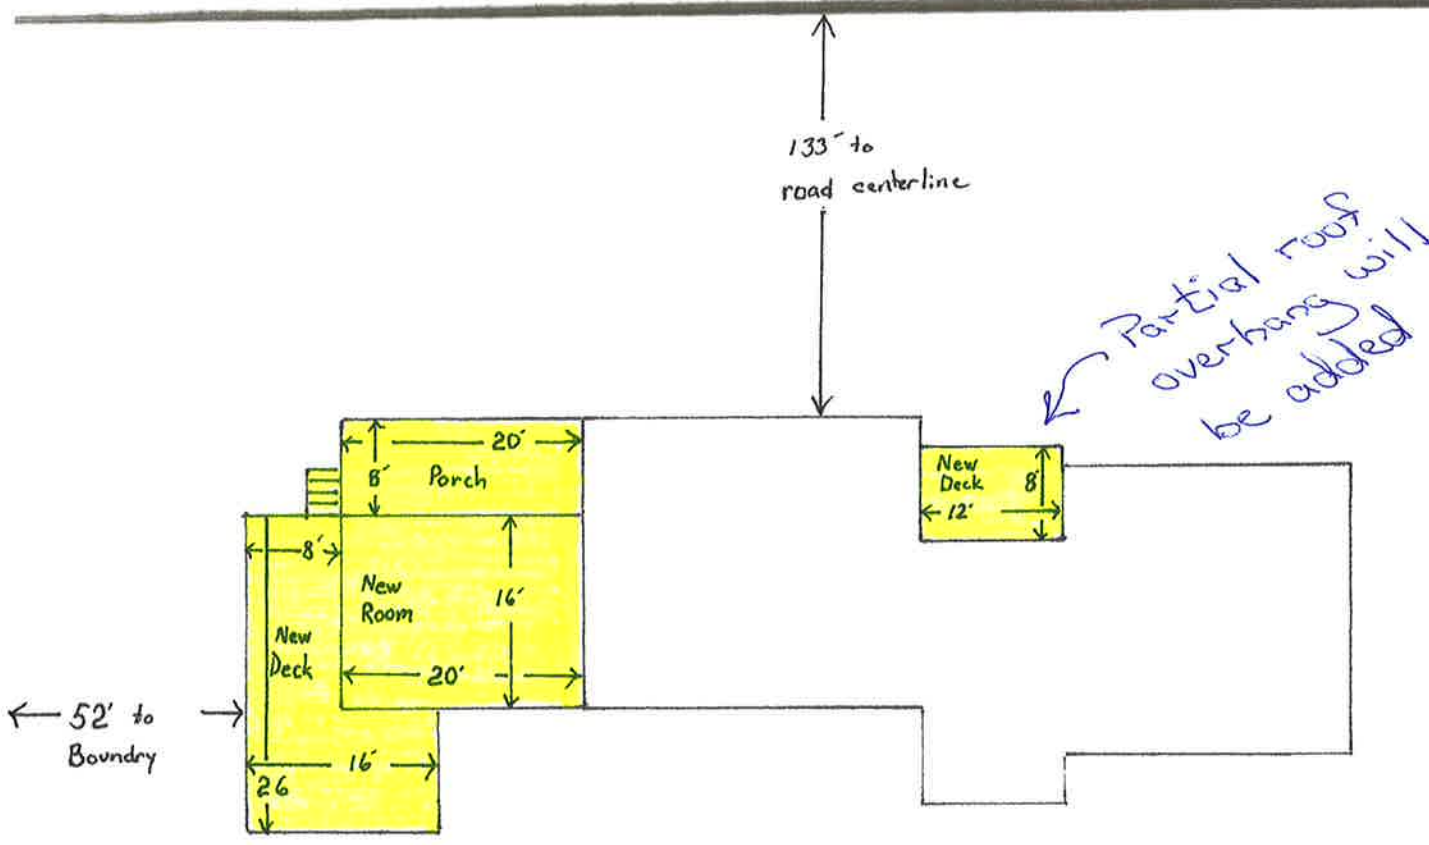 133' to
road centerline
Partial roof
overhang will
be added
20'
8'
Porch
New
Deck
8'
12'
8'
New
Room
16'
New
Deck
20'
52' to
Boundry
16'
26